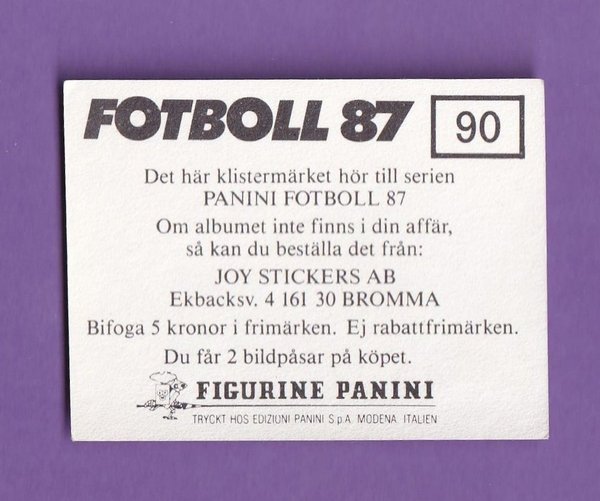 FOTBOLL 87 90
Det här klistermärket hör till serien
PANINI FOTBOLL 87
Om albumet inte finns i din affär,
så kan du beställa det från:
JOY STICKERS AB
Ekbacksv. 4 161 30 BROMMA
Bifoga 5 kronor i frimärken. Ej rabattfrimärken.
Du får 2 bildpåsar på köpet.
FIGURINE PANINI
TRYCKT HOS EDIZIONI PANINI S.p.A. MODENA. ITALIEN